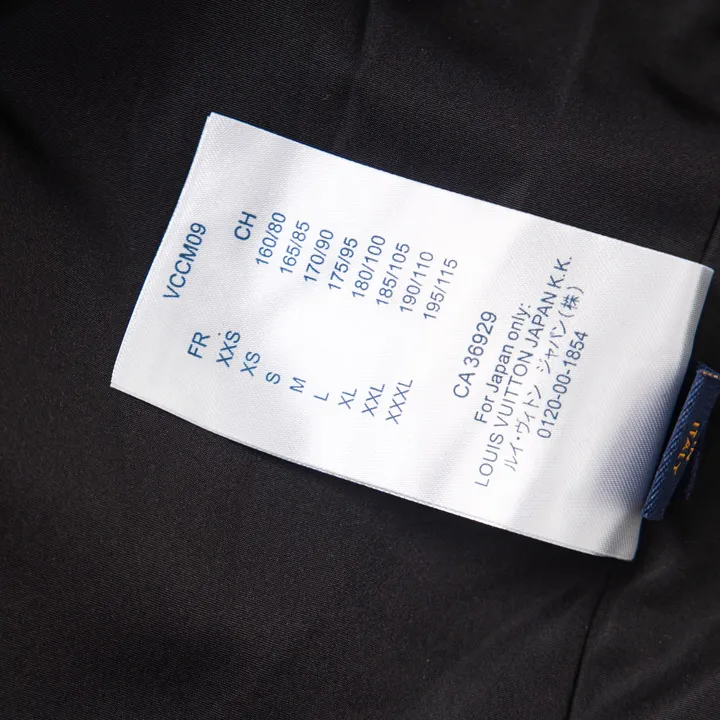 VCCM09
FR CH
XXS 160/80
XS 165/85
S 170/90
M 175/95
L 180/100
XL 185/105
XXL 190/110
XXXL 195/115
CA 36929
For Japan only:
LOUIS VUITTON JAPAN K.K.
ルイ・ヴィトン ジャパン(株)
0120-00-1854
ITALY